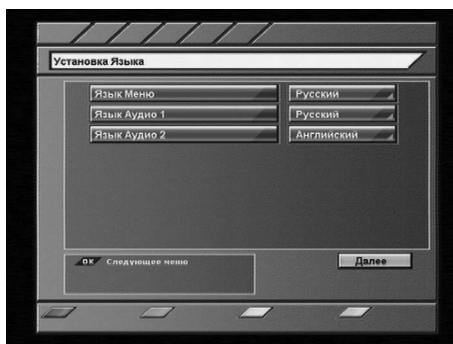 Установка Языка
Язык Меню Русский
Язык Аудио 1 Русский
Язык Аудио 2 Английский
OK Следующее меню
Далее